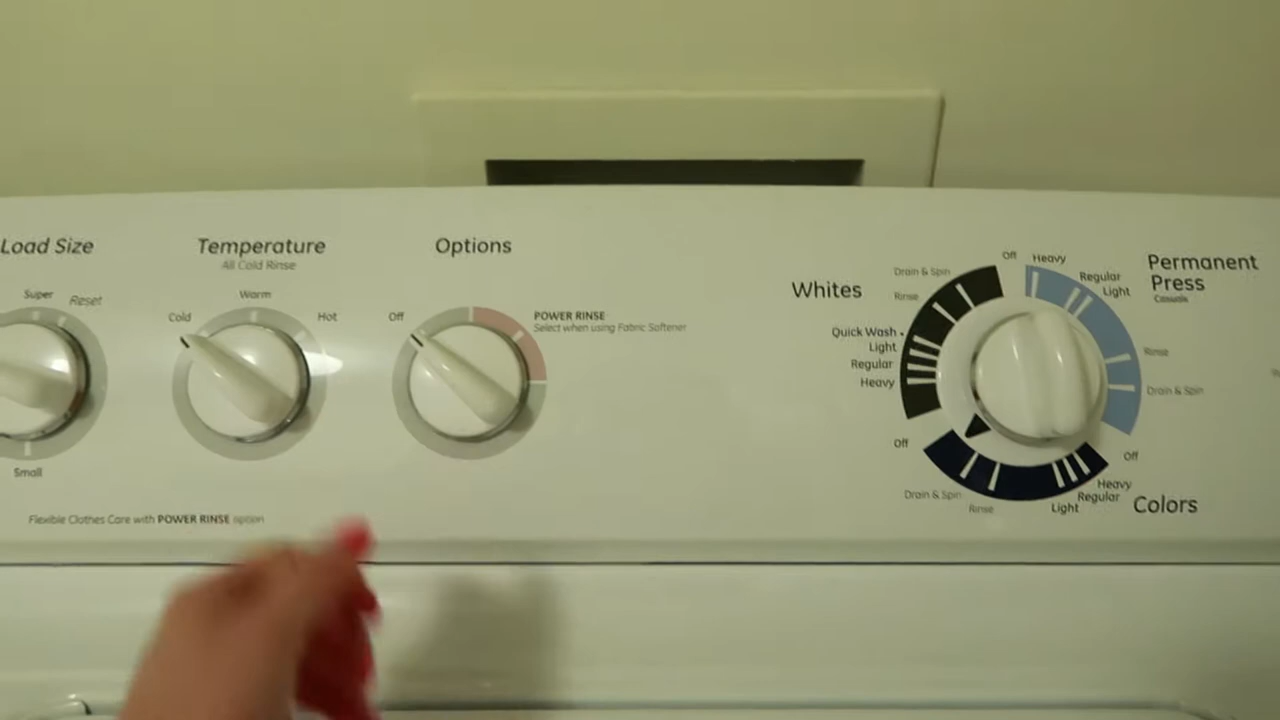 Load Size
Super
Reset
Small
Temperature
All Cold Rinse
Cold
Warm
Hot
Options
Off
POWER RINSE
Select when using Fabric Softener
Flexible Clothes Care with POWER RINSE option
Whites
Drain & Spin
Rinse
Quick Wash
Light
Regular
Heavy
Off
Off
Heavy
Regular
Light
Permanent
Press
Casuals
Rinse
Drain & Spin
Off
Heavy
Regular
Light
Colors
Rinse
Drain & Spin